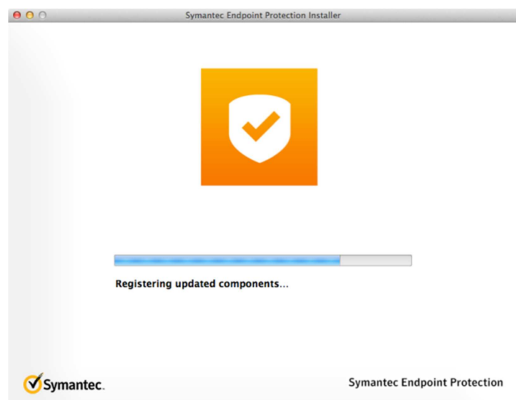 Symantec Endpoint Protection Installer
Registering updated components...
Symantec.
Symantec Endpoint Protection